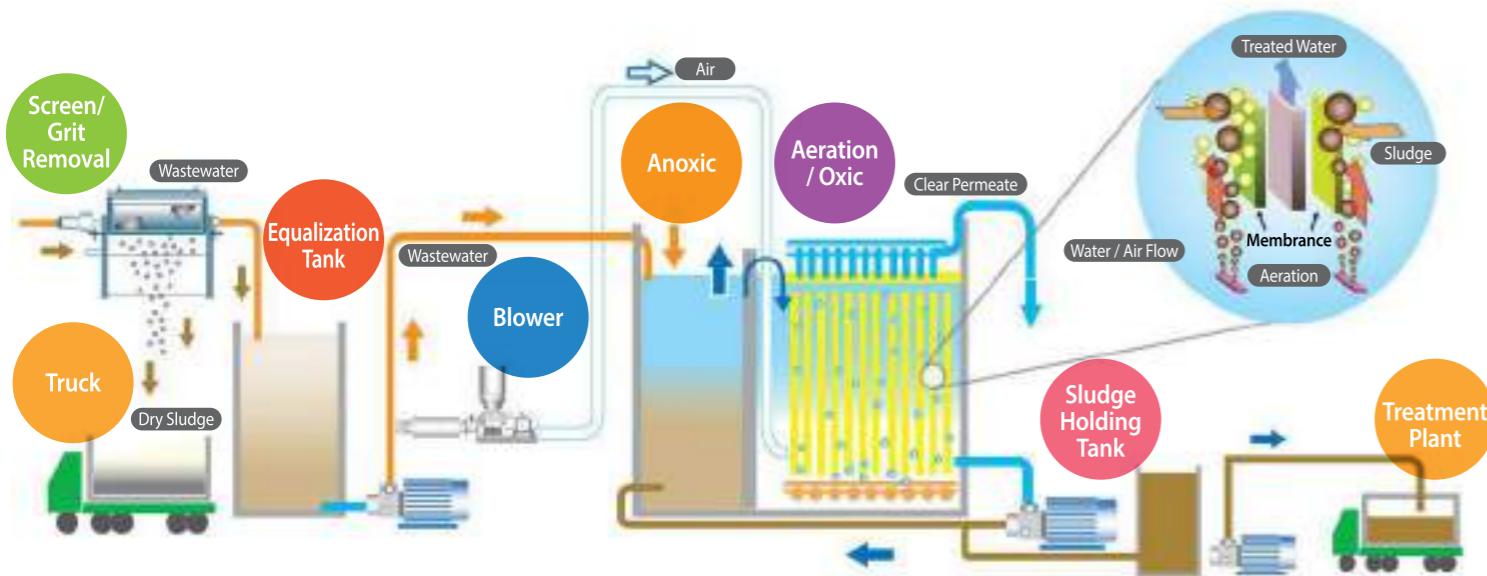 Screen/
Grit
Removal
Wastewater
Equalization
Tank
Truck
Dry Sludge
Wastewater
Blower
Air
Anoxic
Aeration
/ Oxic
Clear Permeate
Treated Water
Sludge
Membrance
Water / Air Flow
Aeration
Sludge
Holding
Tank
Treatment
Plant